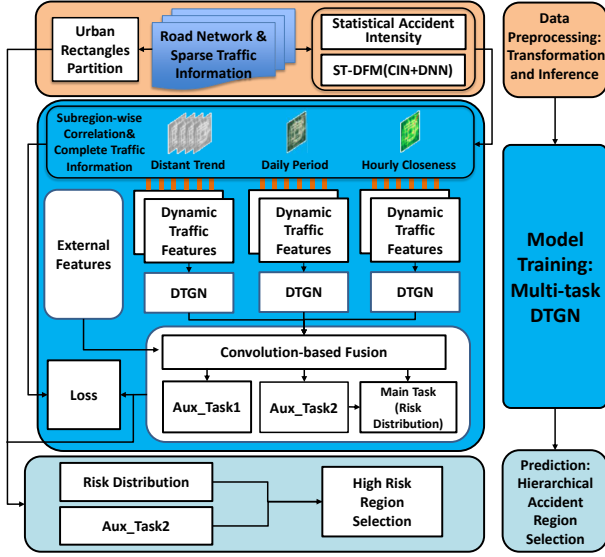 Urban
Rectangles
Partition
Road Network &
Sparse Traffic
Information
Statistical Accident
Intensity
ST-DFM(CIN+DNN)
Data
Preprocessing:
Transformation
and Inference
Subregion-wise
Correlation&
Complete Traffic
Information
Distant Trend
Daily Period
Hourly Closeness
External
Features
Dynamic
Traffic
Features
Dynamic
Traffic
Features
Dynamic
Traffic
Features
DTGN
DTGN
DTGN
Convolution-based Fusion
Loss
Aux_Task1
Aux_Task2
Main Task
(Risk
Distribution)
Model
Training:
Multi-task
DTGN
Risk Distribution
Aux_Task2
High Risk
Region
Selection
Prediction:
Hierarchical
Accident
Region
Selection